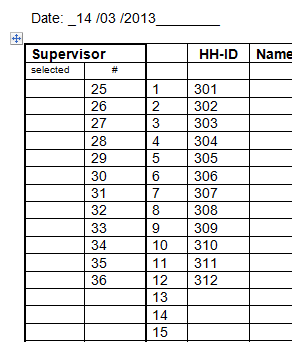 Date: _14 /03 /2013________
Supervisor HH-ID Name
selected #
25 1 301
26 2 302
27 3 303
28 4 304
29 5 305
30 6 306
31 7 307
32 8 308
33 9 309
34 10 310
35 11 311
36 12 312
13
14
15